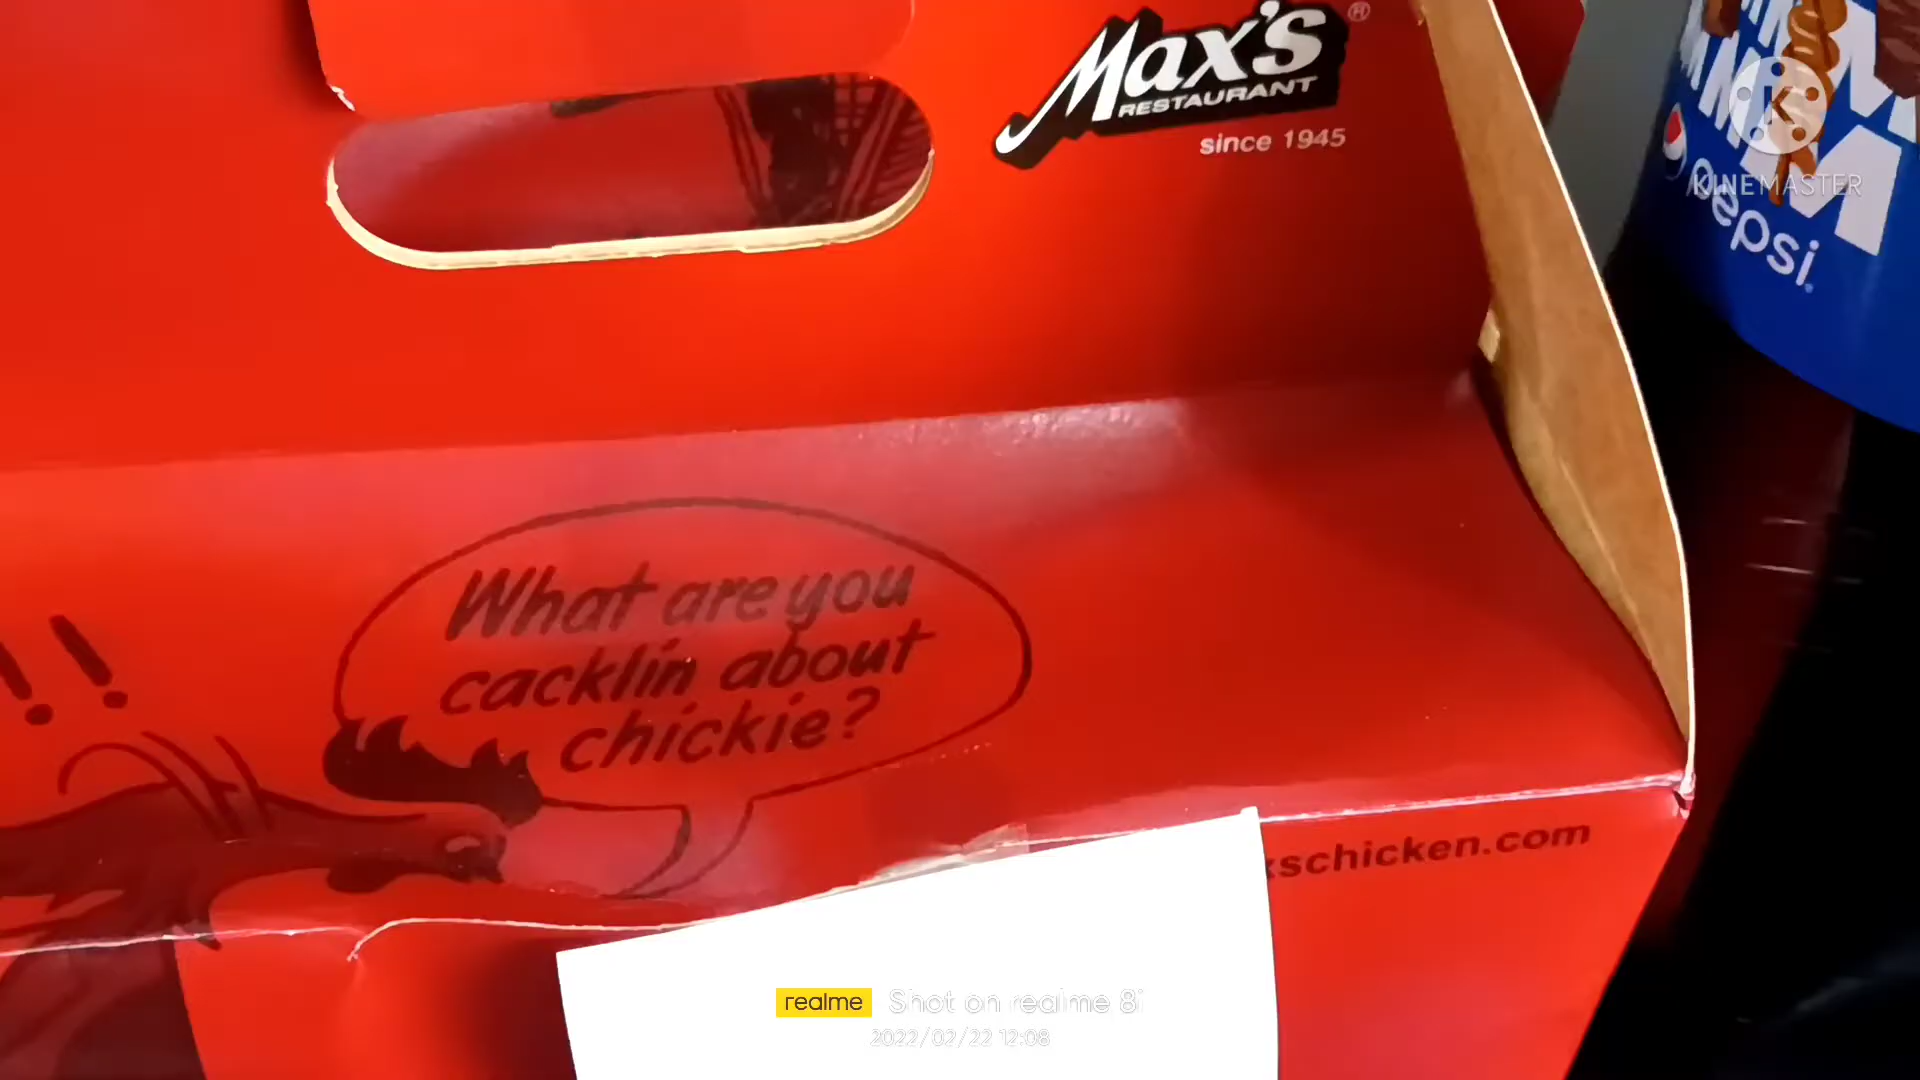 Max's®
RESTAURANT
since 1945
KINEMASTER
pepsi
What are you
cacklin about
chickie?
!!
xschicken.com
realme Shot on realme 8i
2022/02/22 12:08